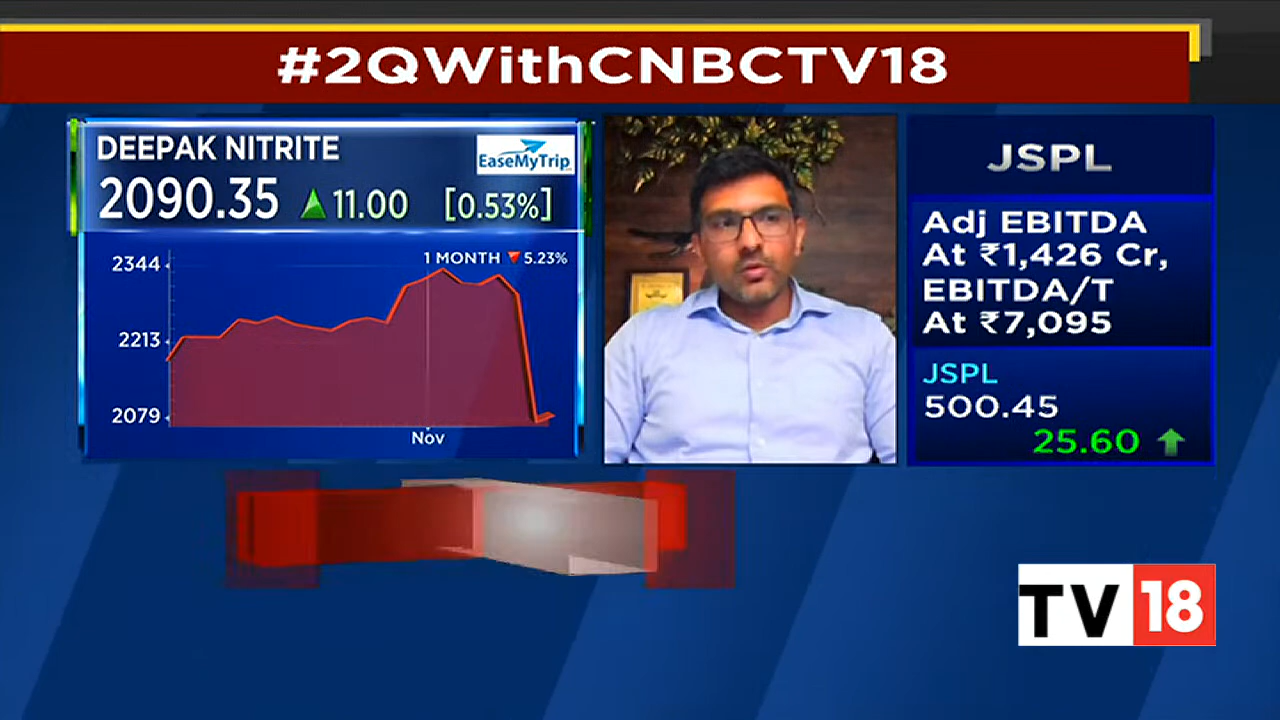 #2QWithCNBCTV18
DEEPAK NITRITE
EaseMyTrip
2090.35 ▲ 11.00 [0.53%]
1 MONTH ▼ 5.23%
2344
2213
2079
Nov
JSPL
Adj EBITDA
At ₹1,426 Cr,
EBITDA/T
At ₹7,095
JSPL
500.45
25.60 ↑
TV18